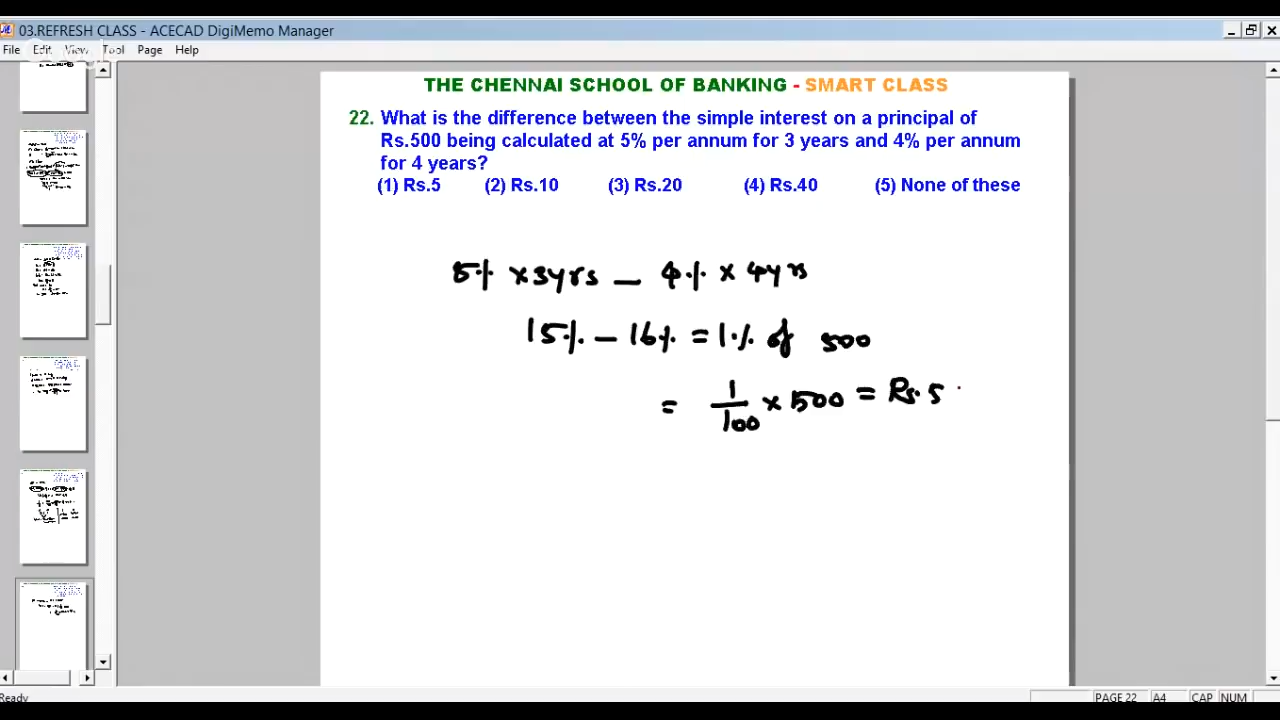 03.REFRESH CLASS - ACECAD DigiMemo Manager
File Edit View Tool Page Help
THE CHENNAI SCHOOL OF BANKING - SMART CLASS
22. What is the difference between the simple interest on a principal of
Rs.500 being calculated at 5% per annum for 3 years and 4% per annum
for 4 years?
(1) Rs.5 (2) Rs.10 (3) Rs.20 (4) Rs.40 (5) None of these
5% × 3yrs – 4% × 4yrs
15% – 16% = 1% of 500
= 1/100 × 500 = Rs. 5
Ready PAGE 22 A4 CAP NUM